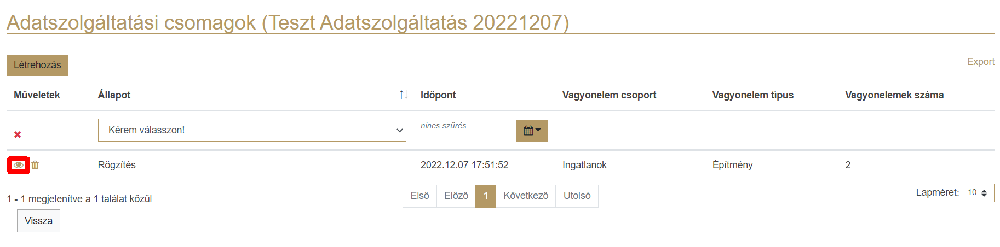 Adatszolgáltatási csomagok (Teszt Adatszolgáltatás 20221207)
Létrehozás
Export
Műveletek Állapot Időpont Vagyonelem csoport Vagyonelem típus Vagyonelemek száma
Kérem válasszon! nincs szűrés
Rögzítés 2022.12.07 17:51:52 Ingatlanok Építmény 2
1 - 1 megjelenítve a 1 találat közül
Első Előző 1 Következő Utolsó
Lapméret: 10
Vissza